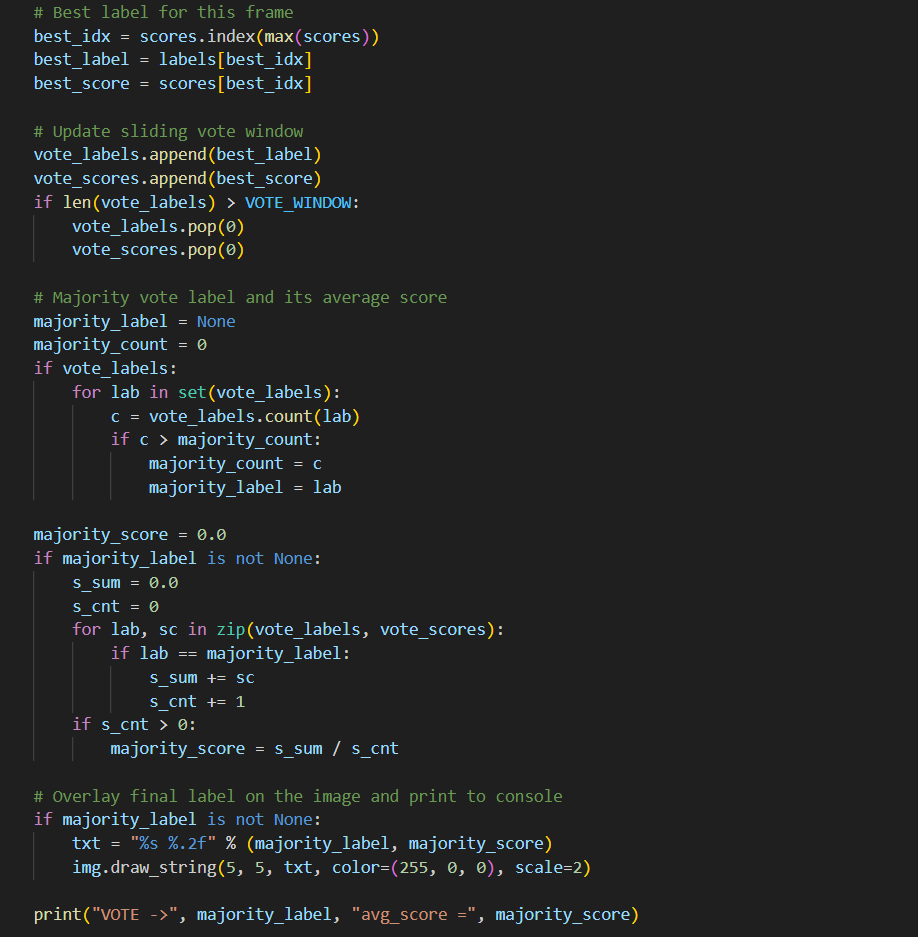 # Best label for this frame
best_idx = scores.index(max(scores))
best_label = labels[best_idx]
best_score = scores[best_idx]

# Update sliding vote window
vote_labels.append(best_label)
vote_scores.append(best_score)
if len(vote_labels) > VOTE_WINDOW:
    vote_labels.pop(0)
    vote_scores.pop(0)

# Majority vote label and its average score
majority_label = None
majority_count = 0
if vote_labels:
    for lab in set(vote_labels):
        c = vote_labels.count(lab)
        if c > majority_count:
            majority_count = c
            majority_label = lab

majority_score = 0.0
if majority_label is not None:
    s_sum = 0.0
    s_cnt = 0
    for lab, sc in zip(vote_labels, vote_scores):
        if lab == majority_label:
            s_sum += sc
            s_cnt += 1
    if s_cnt > 0:
        majority_score = s_sum / s_cnt

# Overlay final label on the image and print to console
if majority_label is not None:
    txt = "%s %.2f" % (majority_label, majority_score)
    img.draw_string(5, 5, txt, color=(255, 0, 0), scale=2)

print("VOTE ->", majority_label, "avg_score =", majority_score)